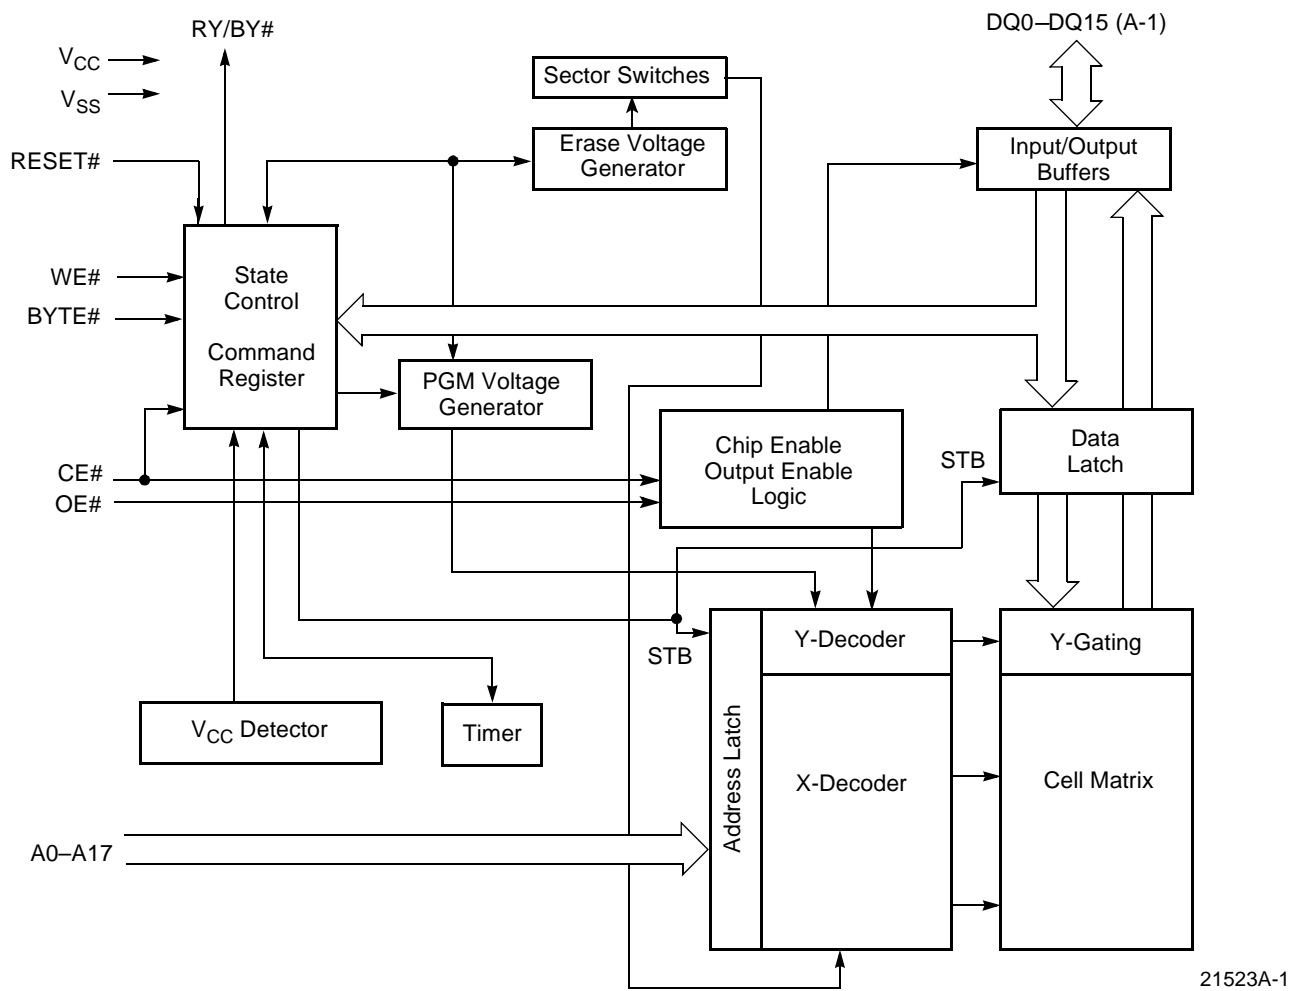 RY/BY#
DQ0–DQ15 (A-1)
VCC
VSS
Sector Switches
RESET#
Erase Voltage
Generator
Input/Output
Buffers
WE#
BYTE#
State
Control
Command
Register
PGM Voltage
Generator
CE#
OE#
Chip Enable
Output Enable
Logic
STB
Data
Latch
STB
Y-Decoder
Y-Gating
VCC Detector
Timer
Address Latch
X-Decoder
Cell Matrix
A0–A17
21523A-1